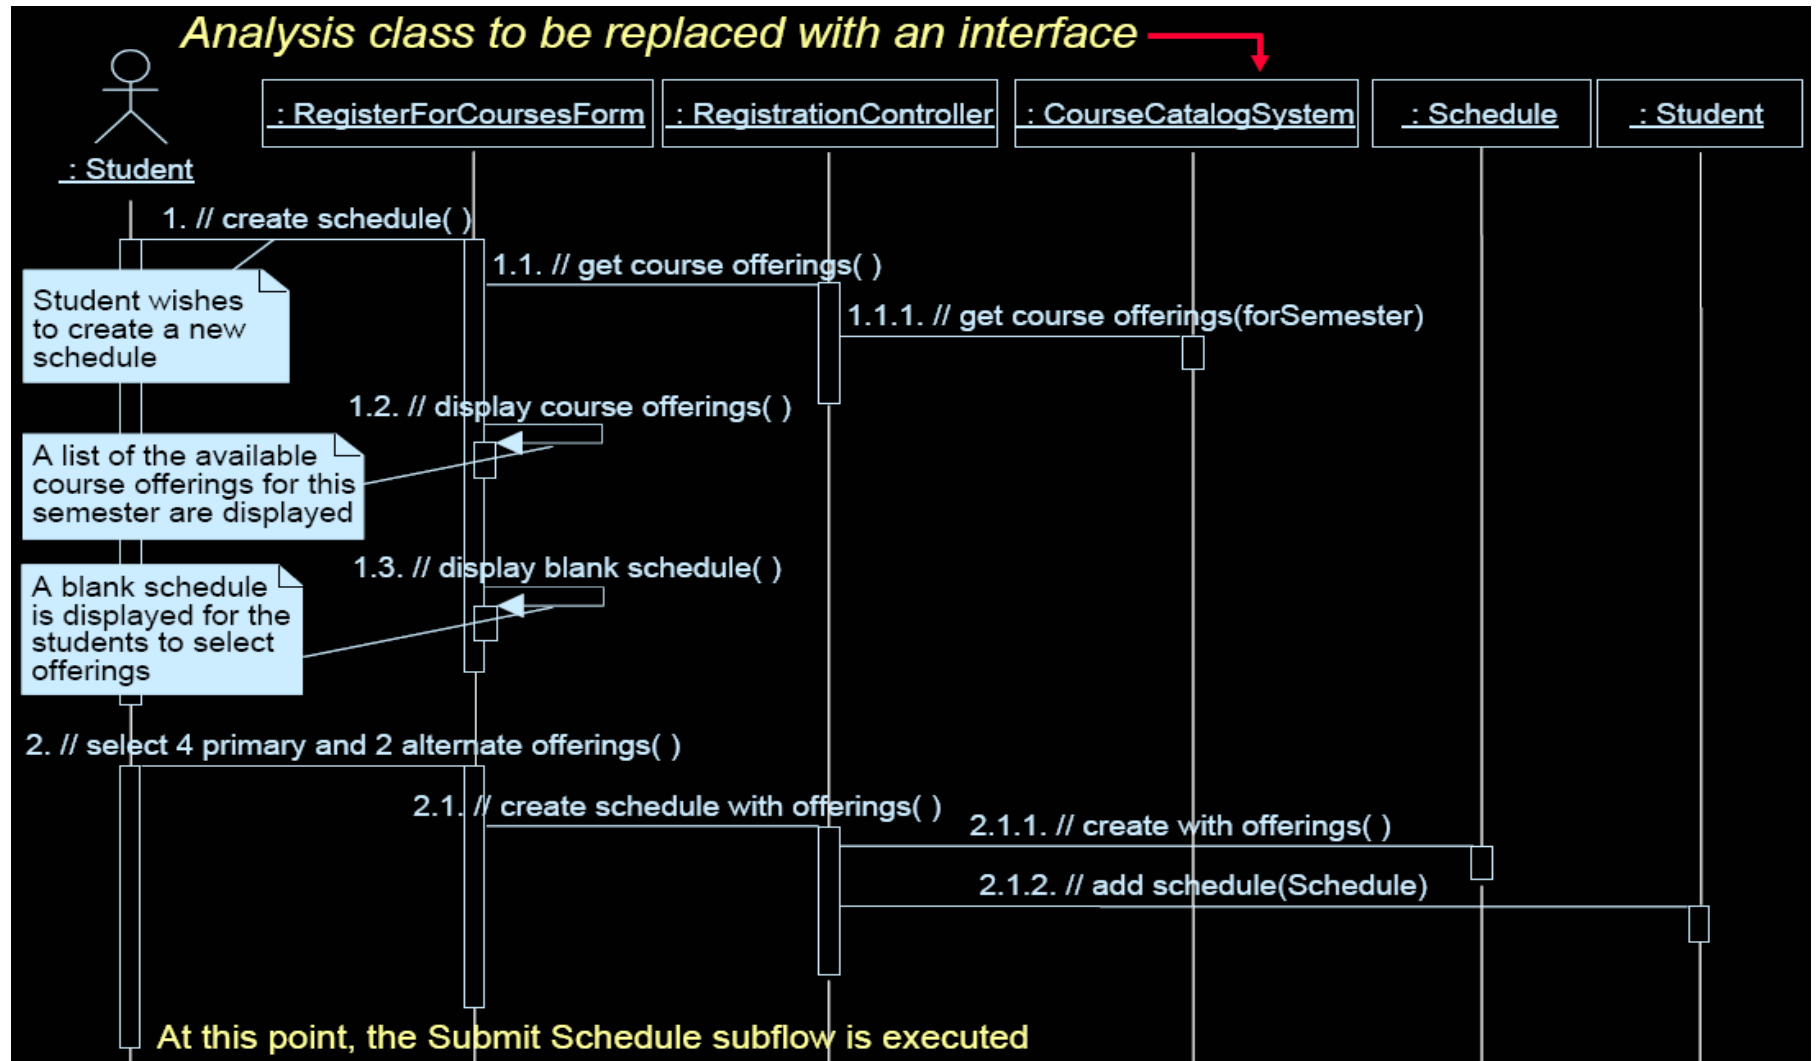 Analysis class to be replaced with an interface
: Student
: RegisterForCoursesForm
: RegistrationController
: CourseCatalogSystem
: Schedule
: Student
1. // create schedule( )
1.1. // get course offerings( )
Student wishes
to create a new
schedule
1.1.1. // get course offerings(forSemester)
1.2. // display course offerings( )
A list of the available
course offerings for this
semester are displayed
1.3. // display blank schedule( )
A blank schedule
is displayed for the
students to select
offerings
2. // select 4 primary and 2 alternate offerings( )
2.1. // create schedule with offerings( )
2.1.1. // create with offerings( )
2.1.2. // add schedule(Schedule)
At this point, the Submit Schedule subflow is executed